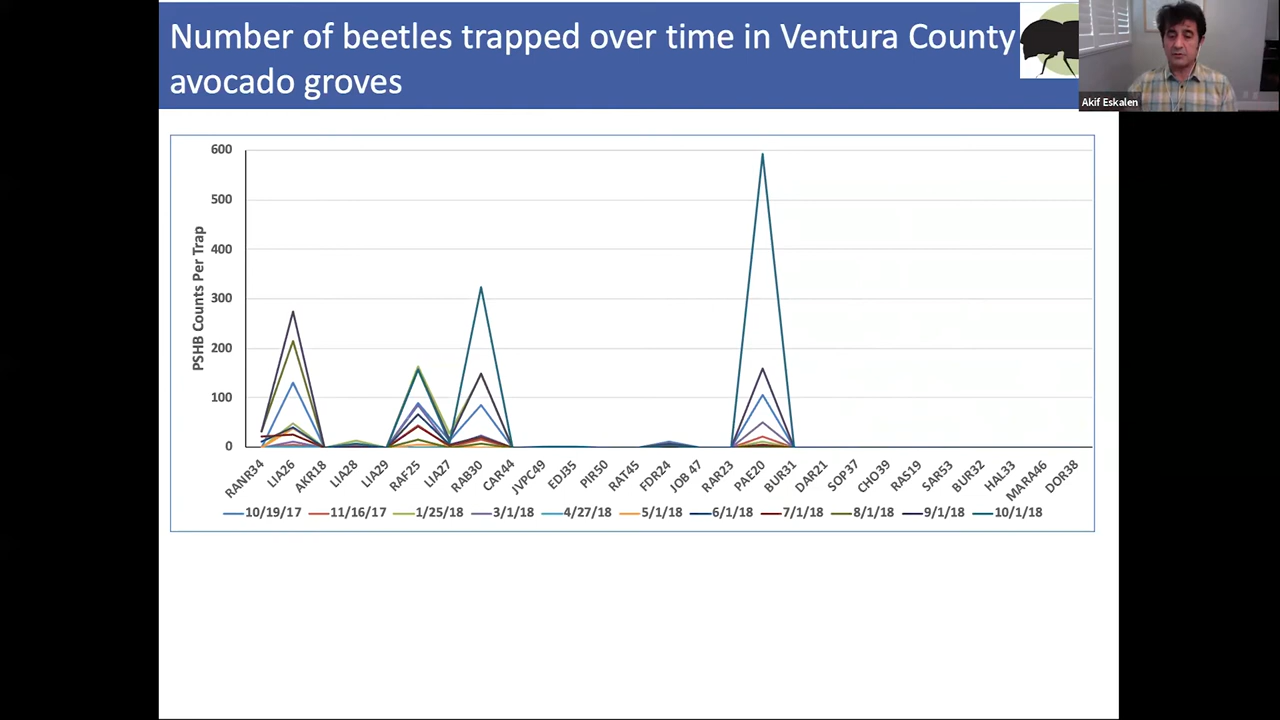 Number of beetles trapped over time in Ventura County
avocado groves
Akif Eskalen
600
500
400
300
200
100
0
PSHB Counts Per Trap
RANR34 LIA26 AKR18 LIA28 LIA29 RAF25 LIA27 RAB30 CAR44 JVPC49 EDJ35 PIR50 RAT45 FDR24 JOB 47 RAR23 PAE20 BUR31 DAR21 SOP37 CHO39 RAS19 SAR53 BUR32 HAL33 MARA46 DOR38
10/19/17 11/16/17 1/25/18 3/1/18 4/27/18 5/1/18 6/1/18 7/1/18 8/1/18 9/1/18 10/1/18